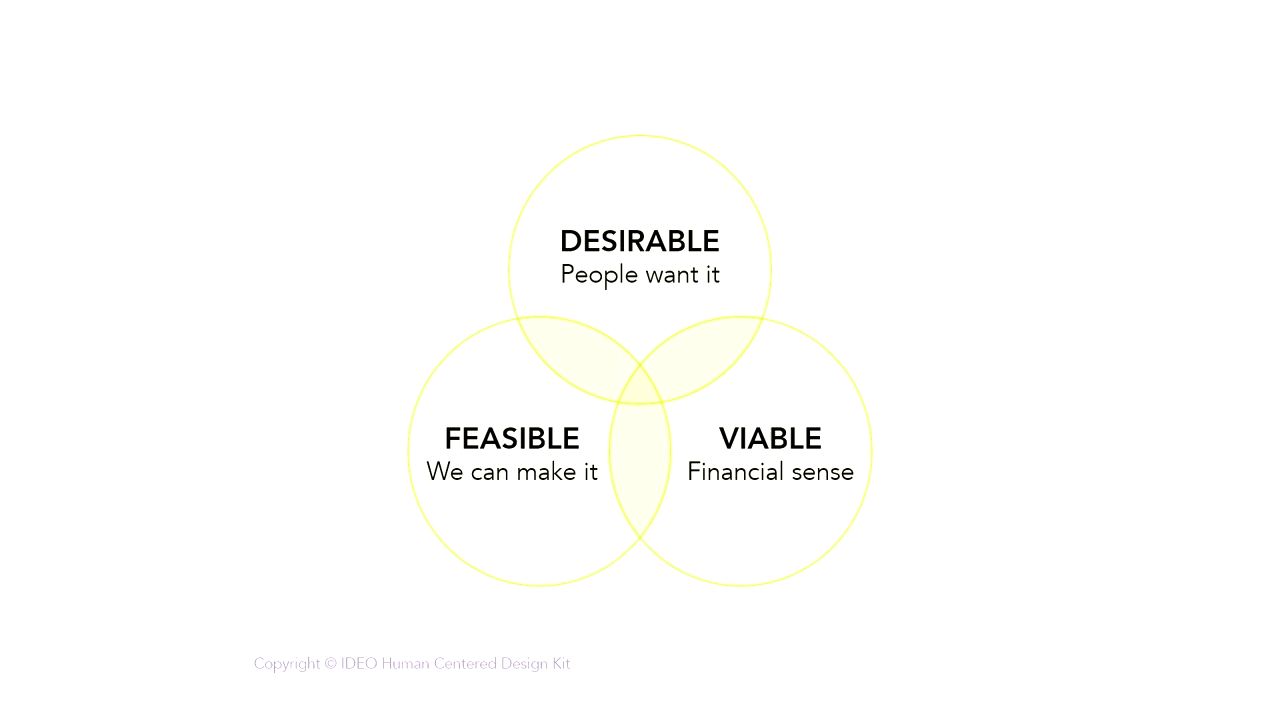 DESIRABLE
People want it
FEASIBLE
We can make it
VIABLE
Financial sense
Copyright © IDEO Human Centered Design Kit